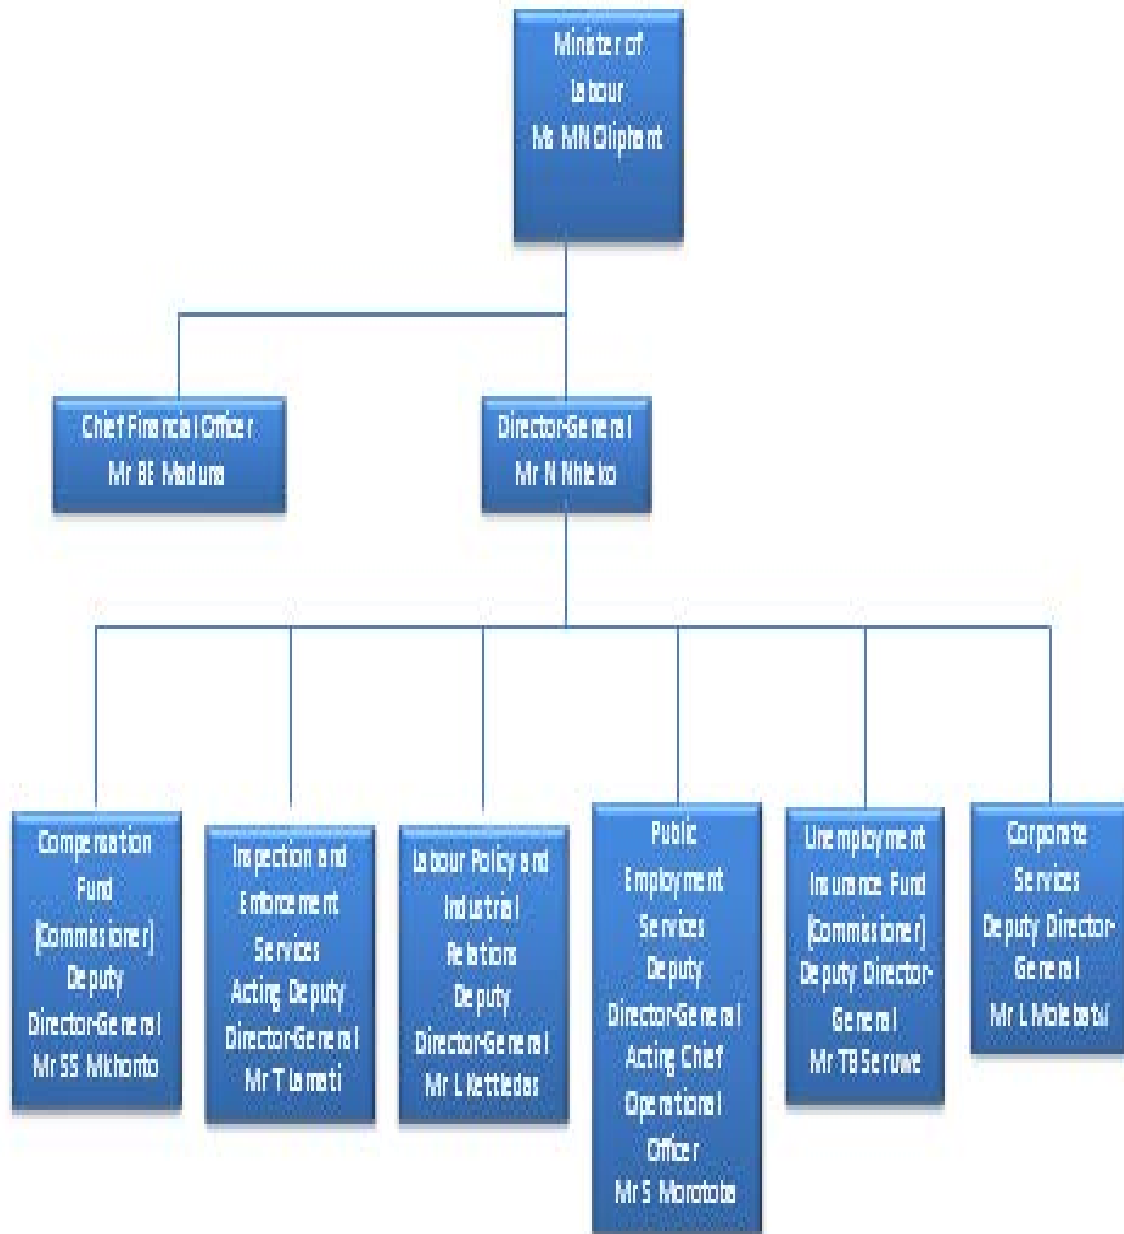 Minister of
Labour
Ms MN Oliphant
Chief Financial Officer
Mr BE Maduna
Director-General
Mr N Nhleko
Compensation
Fund
(Commissioner)
Deputy
Director-General
Mr SS Mkhonto
Inspection and
Enforcement
Services
Acting Deputy
Director-General
Mr T Lamati
Labour Policy and
Industrial
Relations
Deputy
Director-General
Mr L Kettledas
Public
Employment
Services
Deputy
Director-General
Acting Chief
Operational
Officer
Mr S Morotoba
Unemployment
Insurance Fund
(Commissioner)
Deputy Director-
General
Mr TB Seruwe
Corporate
Services
Deputy Director-
General
Mr L